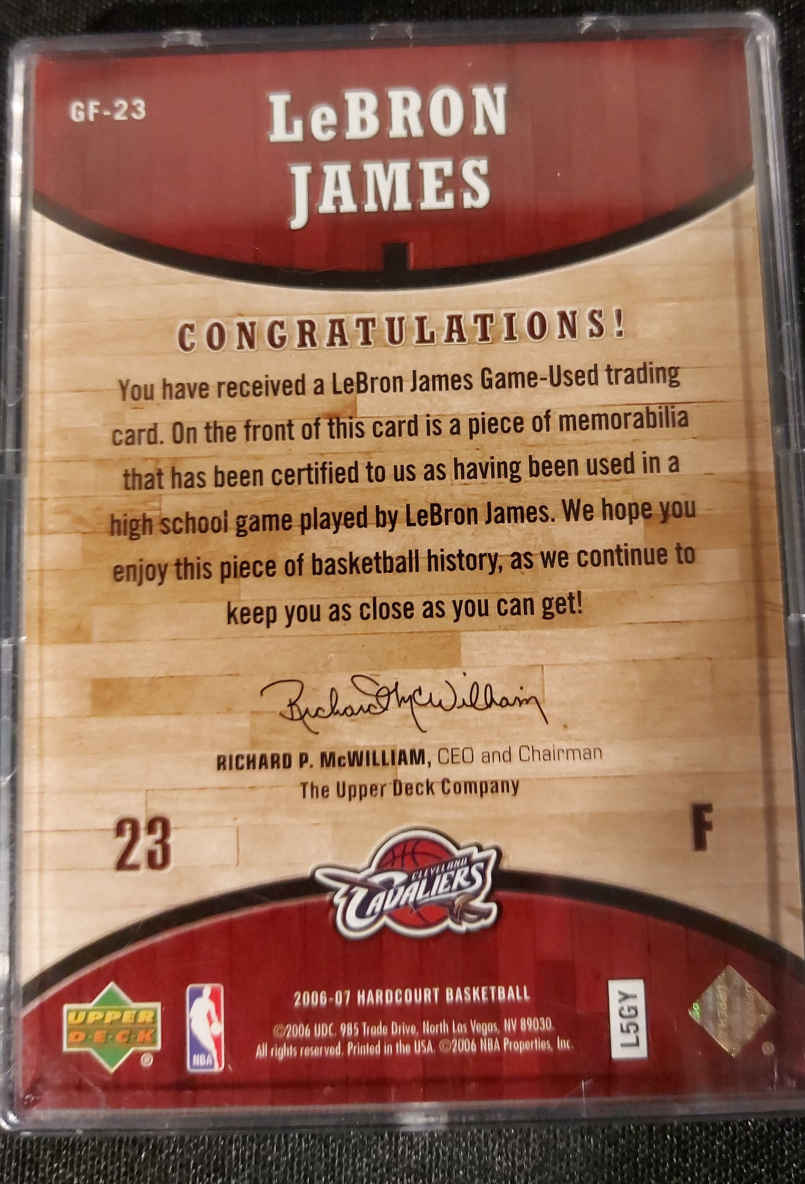 GF-23
LeBRON
JAMES
CONGRATULATIONS!
You have received a LeBron James Game-Used trading
card. On the front of this card is a piece of memorabilia
that has been certified to us as having been used in a
high school game played by LeBron James. We hope you
enjoy this piece of basketball history, as we continue to
keep you as close as you can get!
Richard P. McWilliam
RICHARD P. McWILLIAM, CEO and Chairman
The Upper Deck Company
23
F
CLEVELAND
CAVALIERS
UPPER
D·E·C·K
®
NBA
2006-07 HARDCOURT BASKETBALL
©2006 UDC. 985 Trade Drive, North Las Vegas, NV 89030.
All rights reserved. Printed in the USA. ©2006 NBA Properties, Inc.
L5GY